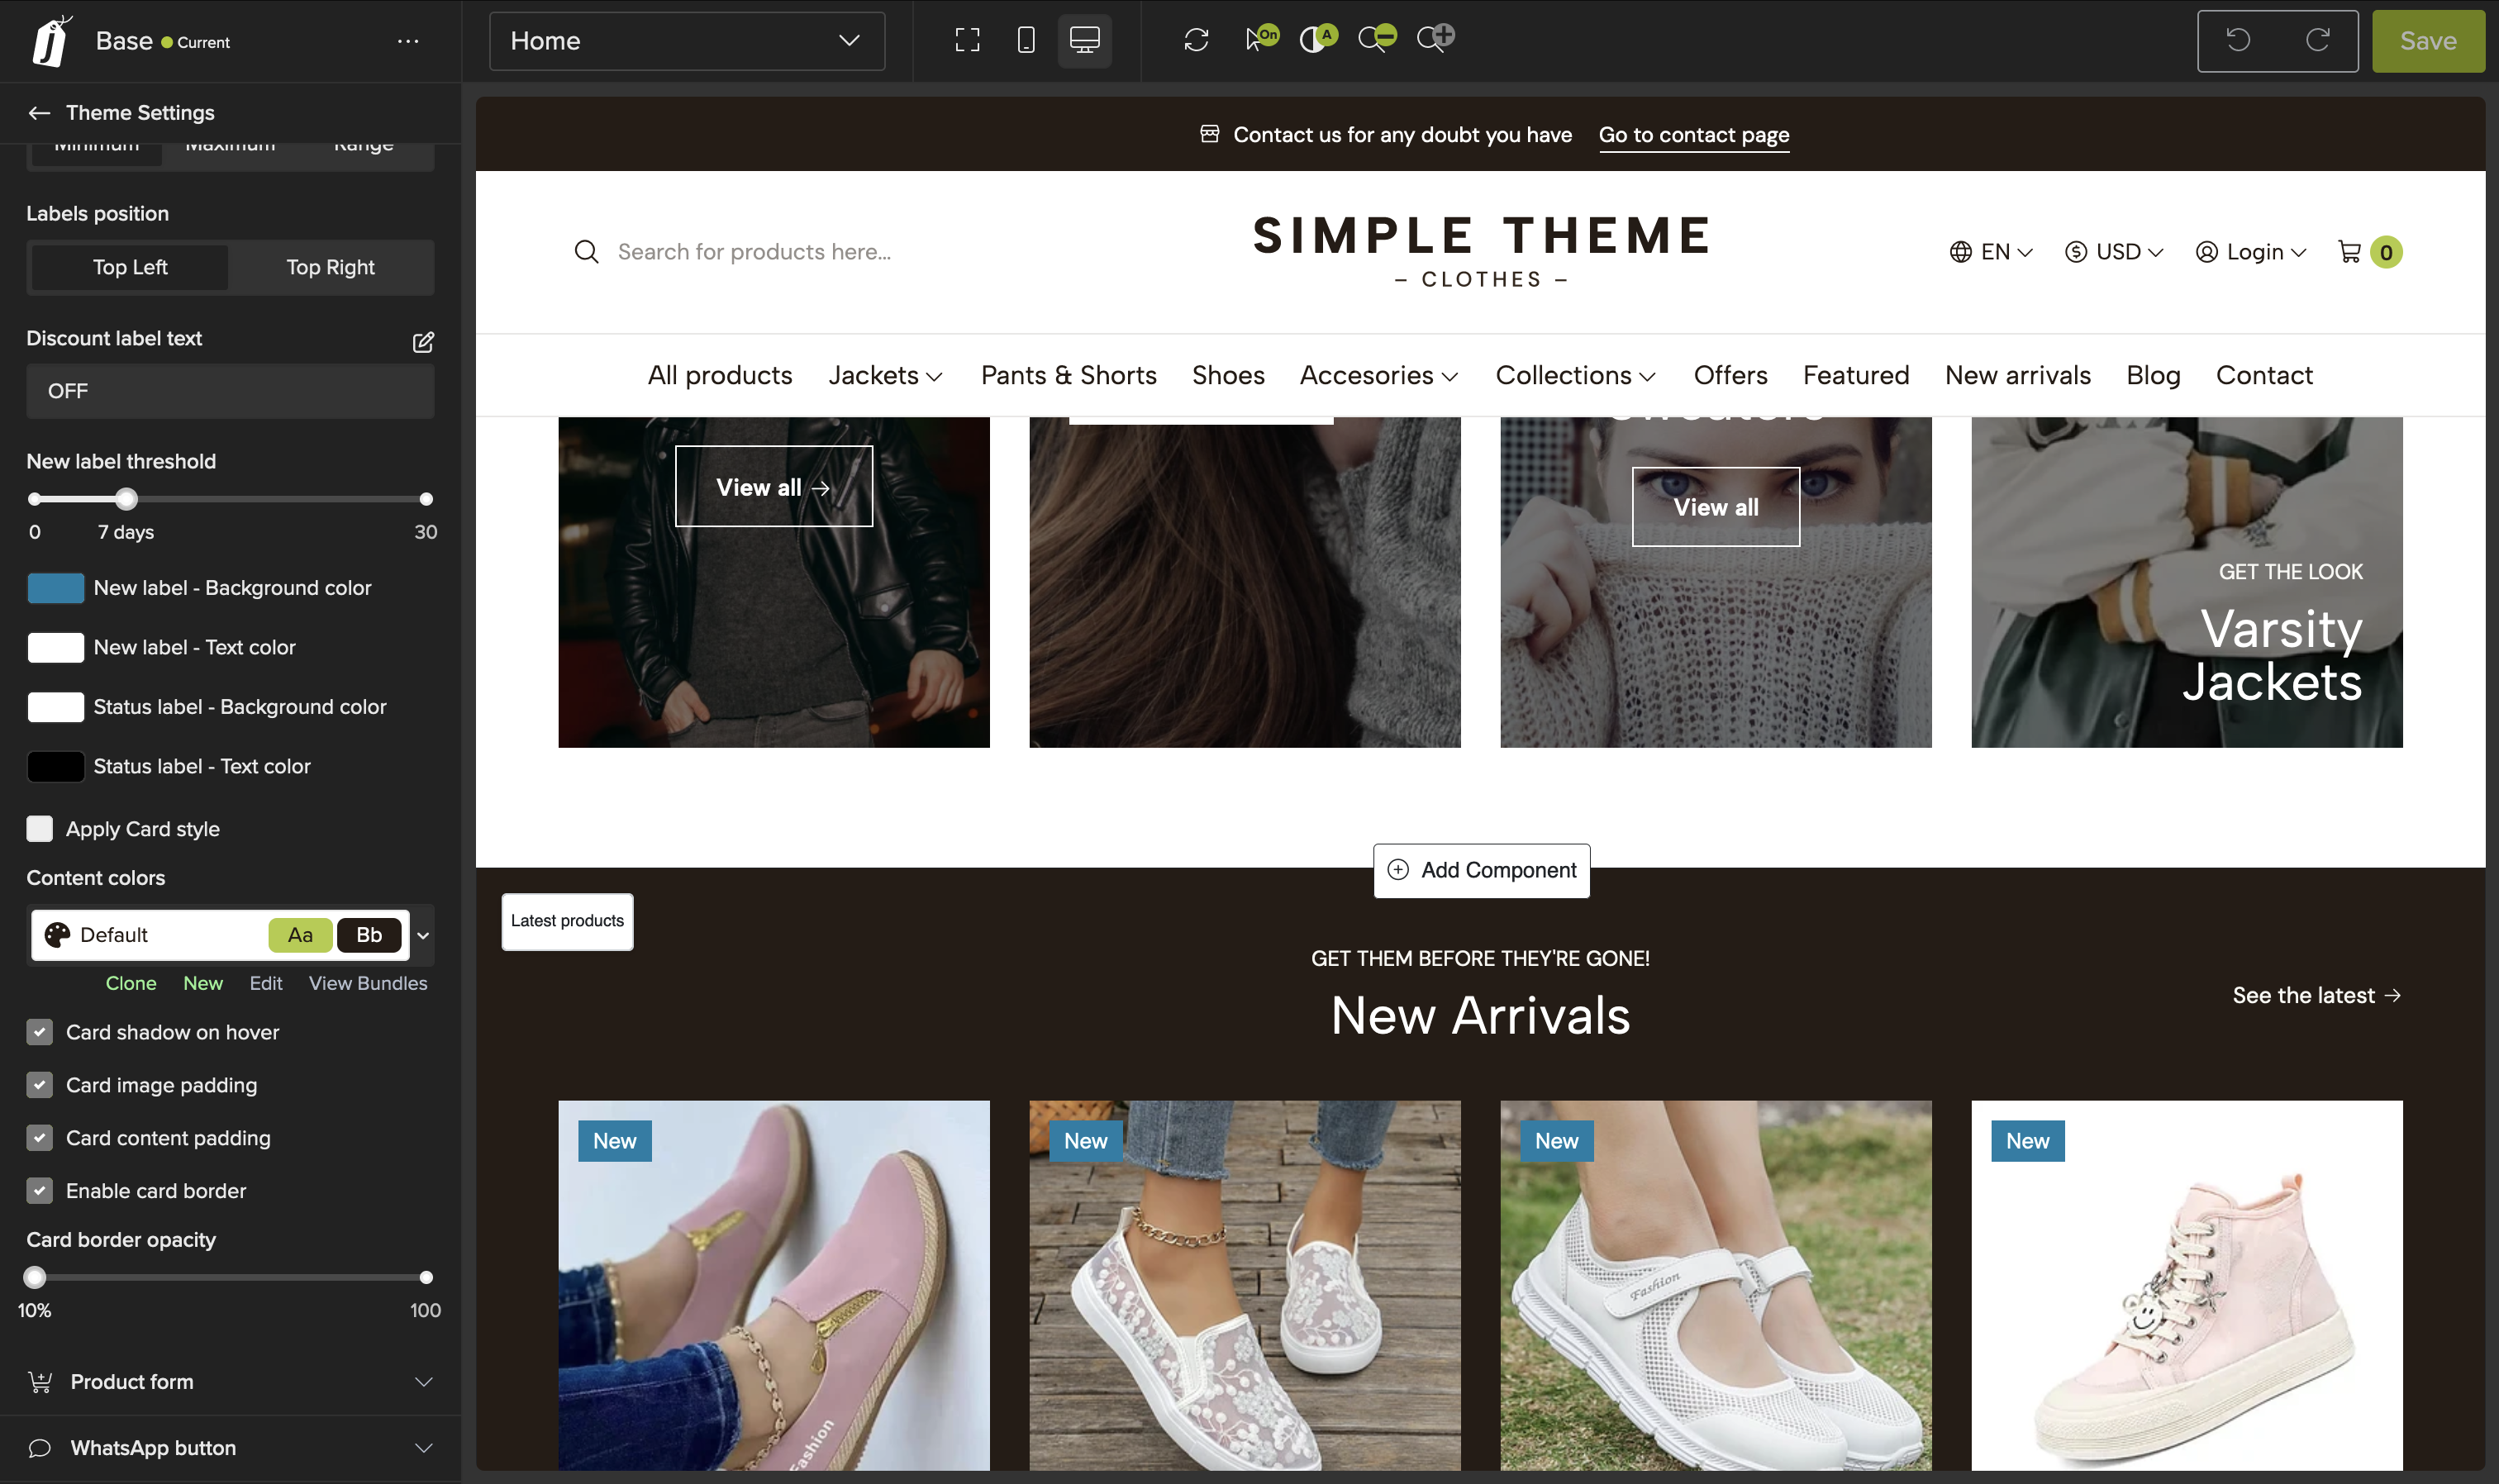 Base Current
Home
On
A
Save
Theme Settings
Minimum Maximum Range
Labels position
Top Left Top Right
Discount label text
OFF
New label threshold
0 7 days 30
New label - Background color
New label - Text color
Status label - Background color
Status label - Text color
Apply Card style
Content colors
Default Aa Bb
Clone New Edit View Bundles
Card shadow on hover
Card image padding
Card content padding
Enable card border
Card border opacity
10% 100
Product form
WhatsApp button
Contact us for any doubt you have Go to contact page
Search for products here...
SIMPLE THEME
– CLOTHES –
EN USD Login 0
All products Jackets Pants & Shorts Shoes Accesories Collections Offers Featured New arrivals Blog Contact
Sweaters
View all →
View all
GET THE LOOK
Varsity
Jackets
Add Component
Latest products
GET THEM BEFORE THEY'RE GONE!
New Arrivals
See the latest →
New
New
New
New
Fashion
Fashion